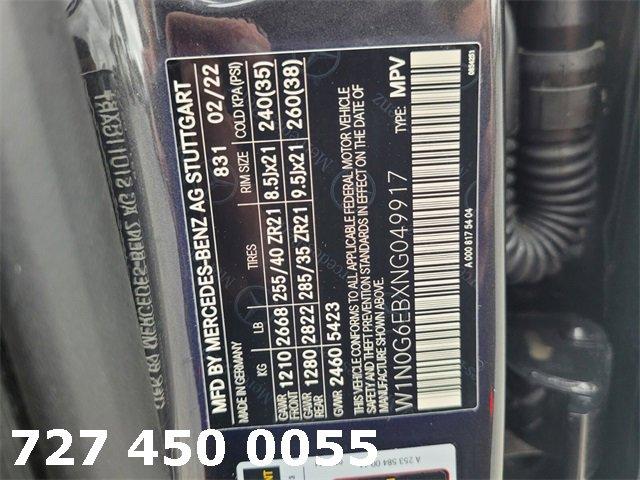 MFD BY MERCEDES-BENZ AG STUTTGART
MADE IN GERMANY 831 02/22
KG LB TIRES RIM SIZE COLD KPA (PSI)
GAWR FRONT 1210 2668 255/40 ZR21 8.5Jx21 240(35)
GAWR REAR 1280 2822 285/35 ZR21 9.5Jx21 260(38)
GVWR 2460 5423
THIS VEHICLE CONFORMS TO ALL APPLICABLE FEDERAL MOTOR VEHICLE
SAFETY AND THEFT PREVENTION STANDARDS IN EFFECT ON THE DATE OF
MANUFACTURE SHOWN ABOVE.
W1N0G6EBXNG049917 TYPE: MPV
A 000 817 54 04
0854251
A 253 584 00
727 450 0055